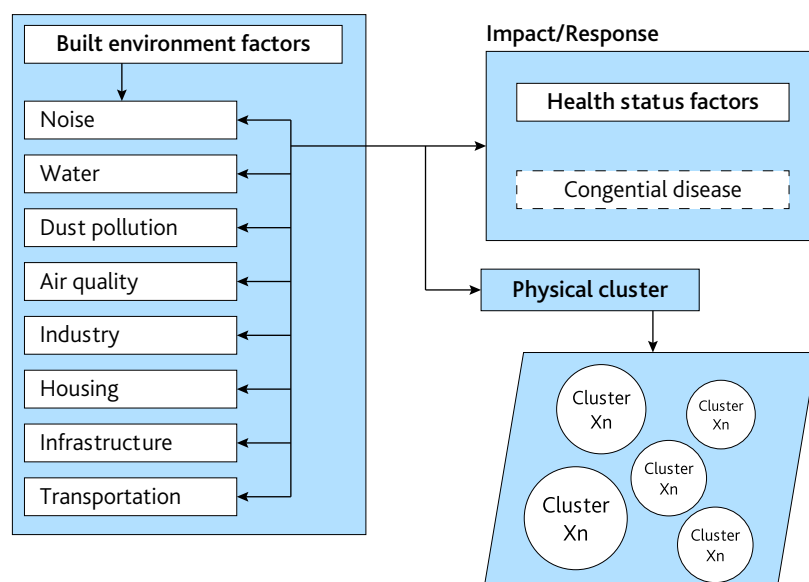 Built environment factors
Noise
Water
Dust pollution
Air quality
Industry
Housing
Infrastructure
Transportation
Impact/Response
Health status factors
Congential disease
Physical cluster
Cluster
Xn
Cluster
Xn
Cluster
Xn
Cluster
Xn
Cluster
Xn